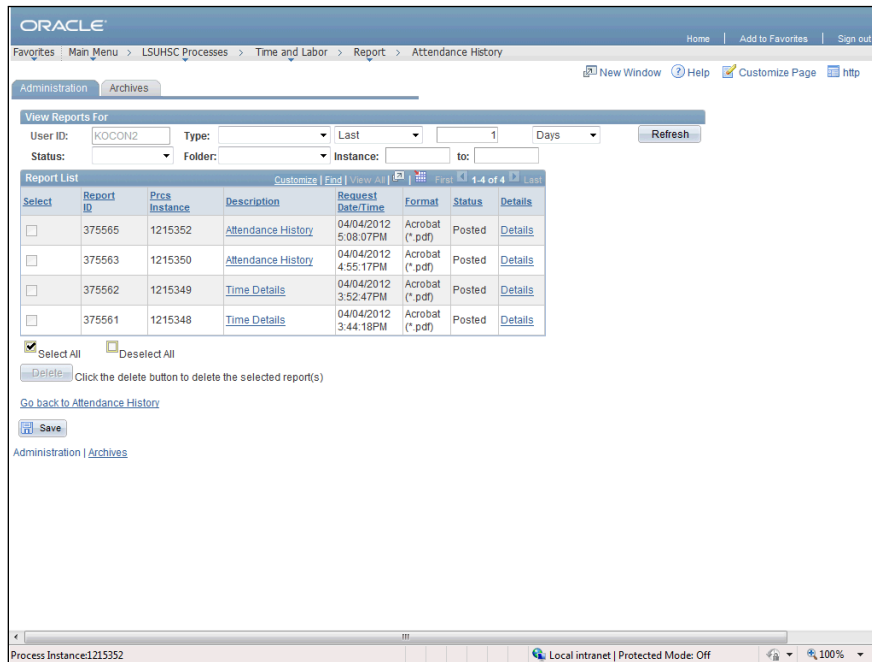 ORACLE
Home | Add to Favorites | Sign out
Favorites Main Menu > LSUHSC Processes > Time and Labor > Report > Attendance History
New Window Help Customize Page http
Administration Archives
View Reports For
User ID: KOCON2 Type: Last 1 Days Refresh
Status: Folder: Instance: to:
Report List Customize | Find | View All | First 1-4 of 4 Last
Select Report ID Prcs Instance Description Request Date/Time Format Status Details
375565 1215352 Attendance History 04/04/2012 5:08:07PM Acrobat (*.pdf) Posted Details
375563 1215350 Attendance History 04/04/2012 4:55:17PM Acrobat (*.pdf) Posted Details
375562 1215349 Time Details 04/04/2012 3:52:47PM Acrobat (*.pdf) Posted Details
375561 1215348 Time Details 04/04/2012 3:44:18PM Acrobat (*.pdf) Posted Details
Select All Deselect All
Delete Click the delete button to delete the selected report(s)
Go back to Attendance History
Save
Administration | Archives
Process Instance:1215352 Local intranet | Protected Mode: Off 100%